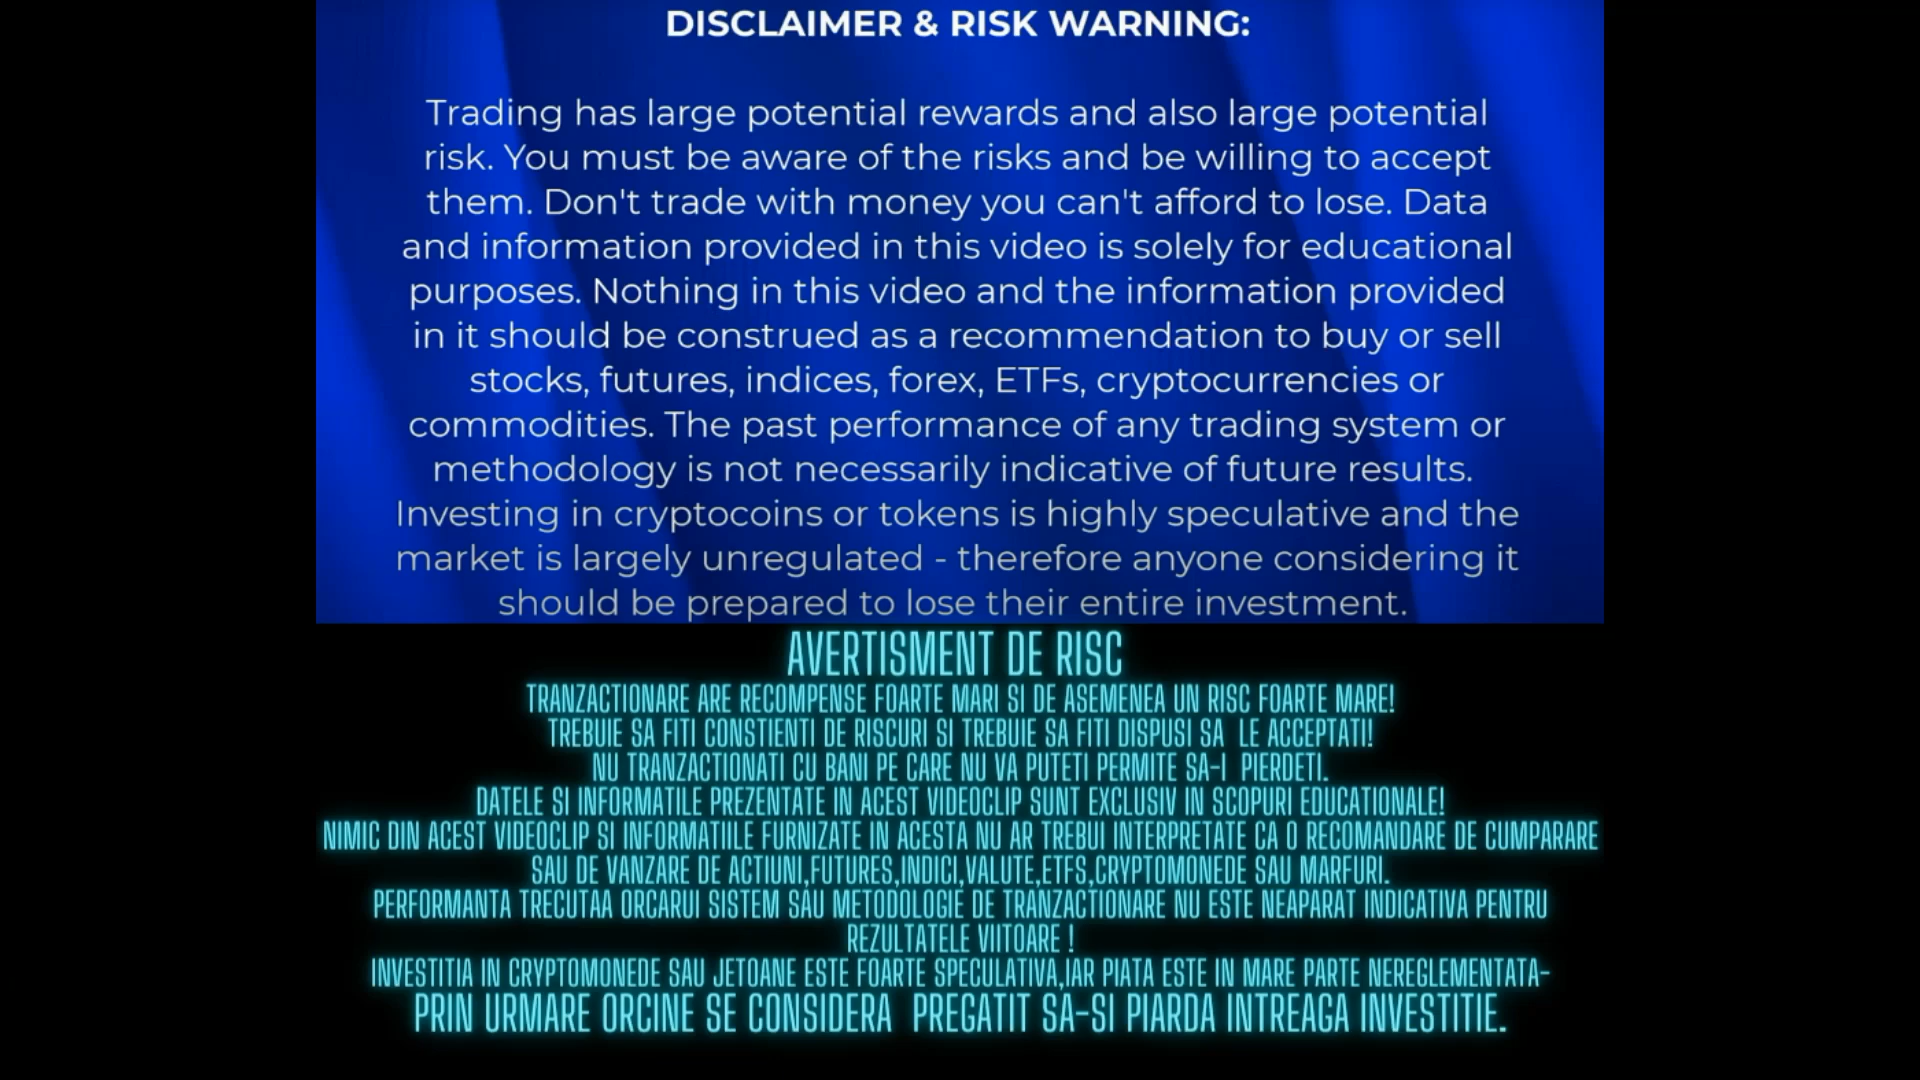 DISCLAIMER & RISK WARNING:
Trading has large potential rewards and also large potential
risk. You must be aware of the risks and be willing to accept
them. Don't trade with money you can't afford to lose. Data
and information provided in this video is solely for educational
purposes. Nothing in this video and the information provided
in it should be construed as a recommendation to buy or sell
stocks, futures, indices, forex, ETFs, cryptocurrencies or
commodities. The past performance of any trading system or
methodology is not necessarily indicative of future results.
Investing in cryptocoins or tokens is highly speculative and the
market is largely unregulated - therefore anyone considering it
should be prepared to lose their entire investment.
AVERTISMENT DE RISC
TRANZACTIONARE ARE RECOMPENSE FOARTE MARI SI DE ASEMENEA UN RISC FOARTE MARE!
TREBUIE SA FITI CONSTIENTI DE RISCURI SI TREBUIE SA FITI DISPUSI SA LE ACCEPTATI!
NU TRANZACTIONATI CU BANI PE CARE NU VA PUTETI PERMITE SA-I PIERDETI.
DATELE SI INFORMATILE PREZENTATE IN ACEST VIDEOCLIP SUNT EXCLUSIV IN SCOPURI EDUCATIONALE!
NIMIC DIN ACEST VIDEOCLIP SI INFORMATIILE FURNIZATE IN ACESTA NU AR TREBUI INTERPRETATE CA O RECOMANDARE DE CUMPARARE
SAU DE VANZARE DE ACTIUNI,FUTURES,INDICI,VALUTE,ETFS,CRYPTOMONEDE SAU MARFURI.
PERFORMANTA TRECUTAA ORCARUI SISTEM SAU METODOLOGIE DE TRANZACTIONARE NU ESTE NEAPARAT INDICATIVA PENTRU
REZULTATELE VIITOARE !
INVESTITIA IN CRYPTOMONEDE SAU JETOANE ESTE FOARTE SPECULATIVA,IAR PIATA ESTE IN MARE PARTE NEREGLEMENTATA-
PRIN URMARE ORCINE SE CONSIDERA PREGATIT SA-SI PIARDA INTREAGA INVESTITIE.